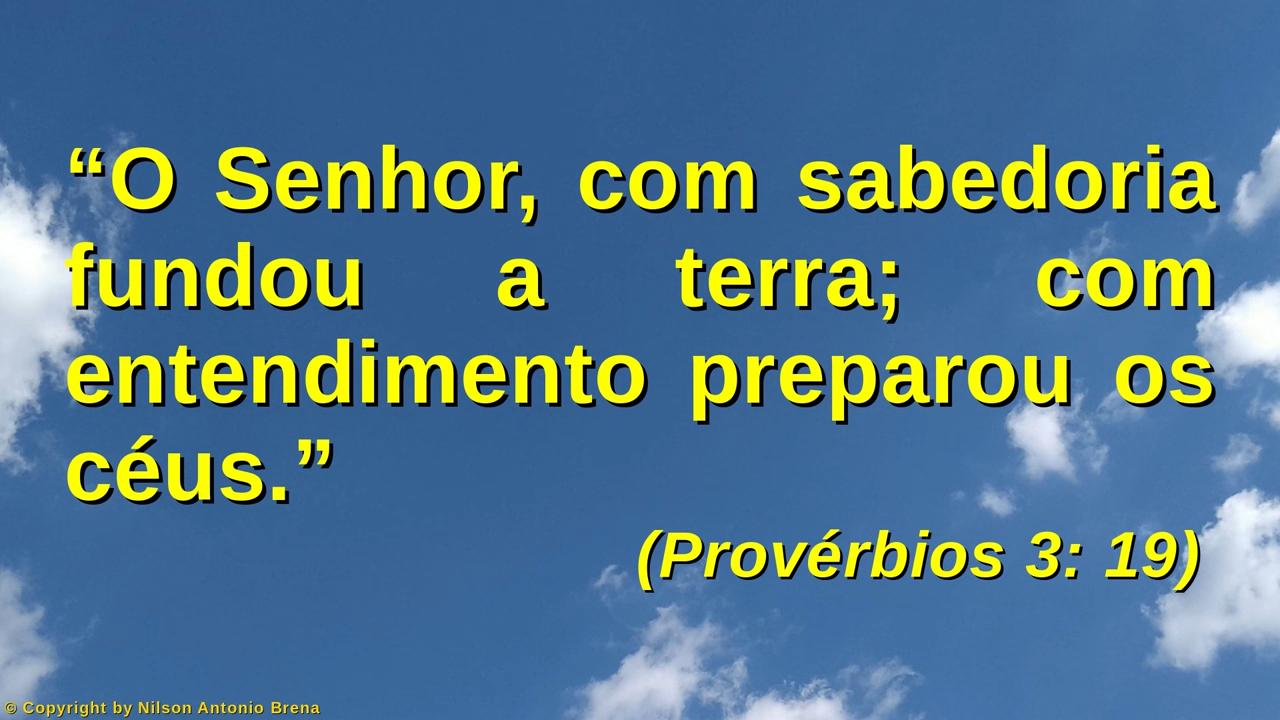 “O Senhor, com sabedoria
fundou a terra; com
entendimento preparou os
céus.”
(Provérbios 3: 19)
© Copyright by Nilson Antonio Brena